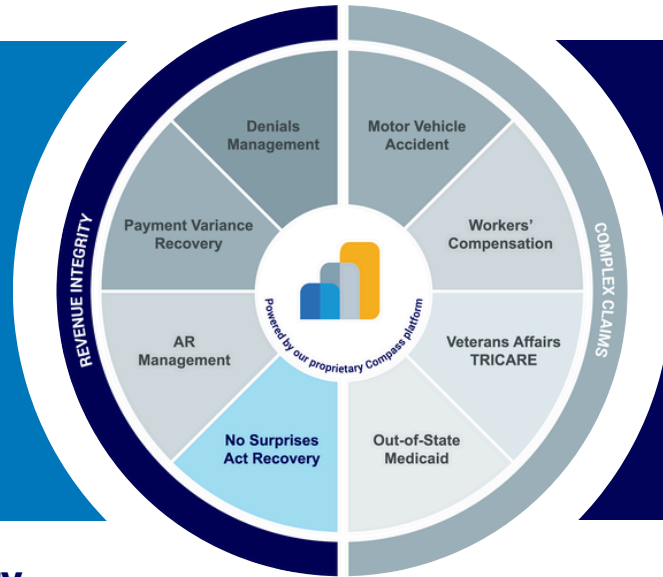 Denials
Management
Motor Vehicle
Accident
Payment Variance
Recovery
Workers'
Compensation
REVENUE INTEGRITY
COMPLEX CLAIMS
Powered by our proprietary Compass platform
AR
Management
Veterans Affairs
TRICARE
No Surprises
Act Recovery
Out-of-State
Medicaid